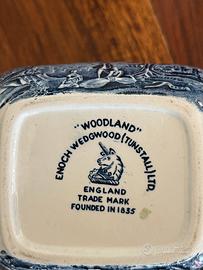 "WOODLAND"
ENOCH WEDGWOOD (TUNSTALL) LTD.
ENGLAND
TRADE MARK
FOUNDED IN 1835